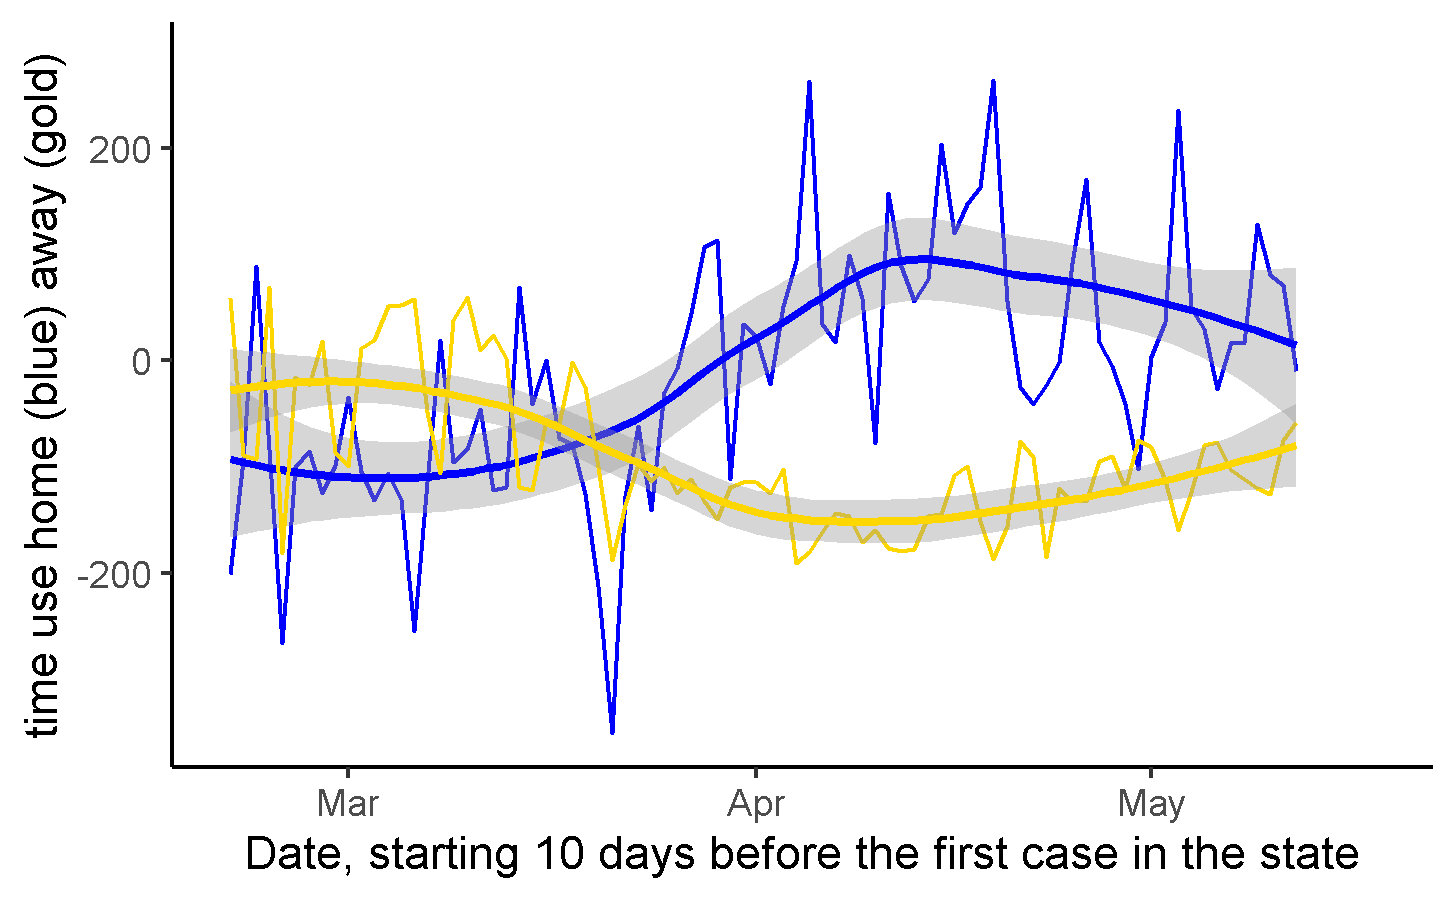 time use home (blue) away (gold)
200
0
-200
Mar
Apr
May
Date, starting 10 days before the first case in the state